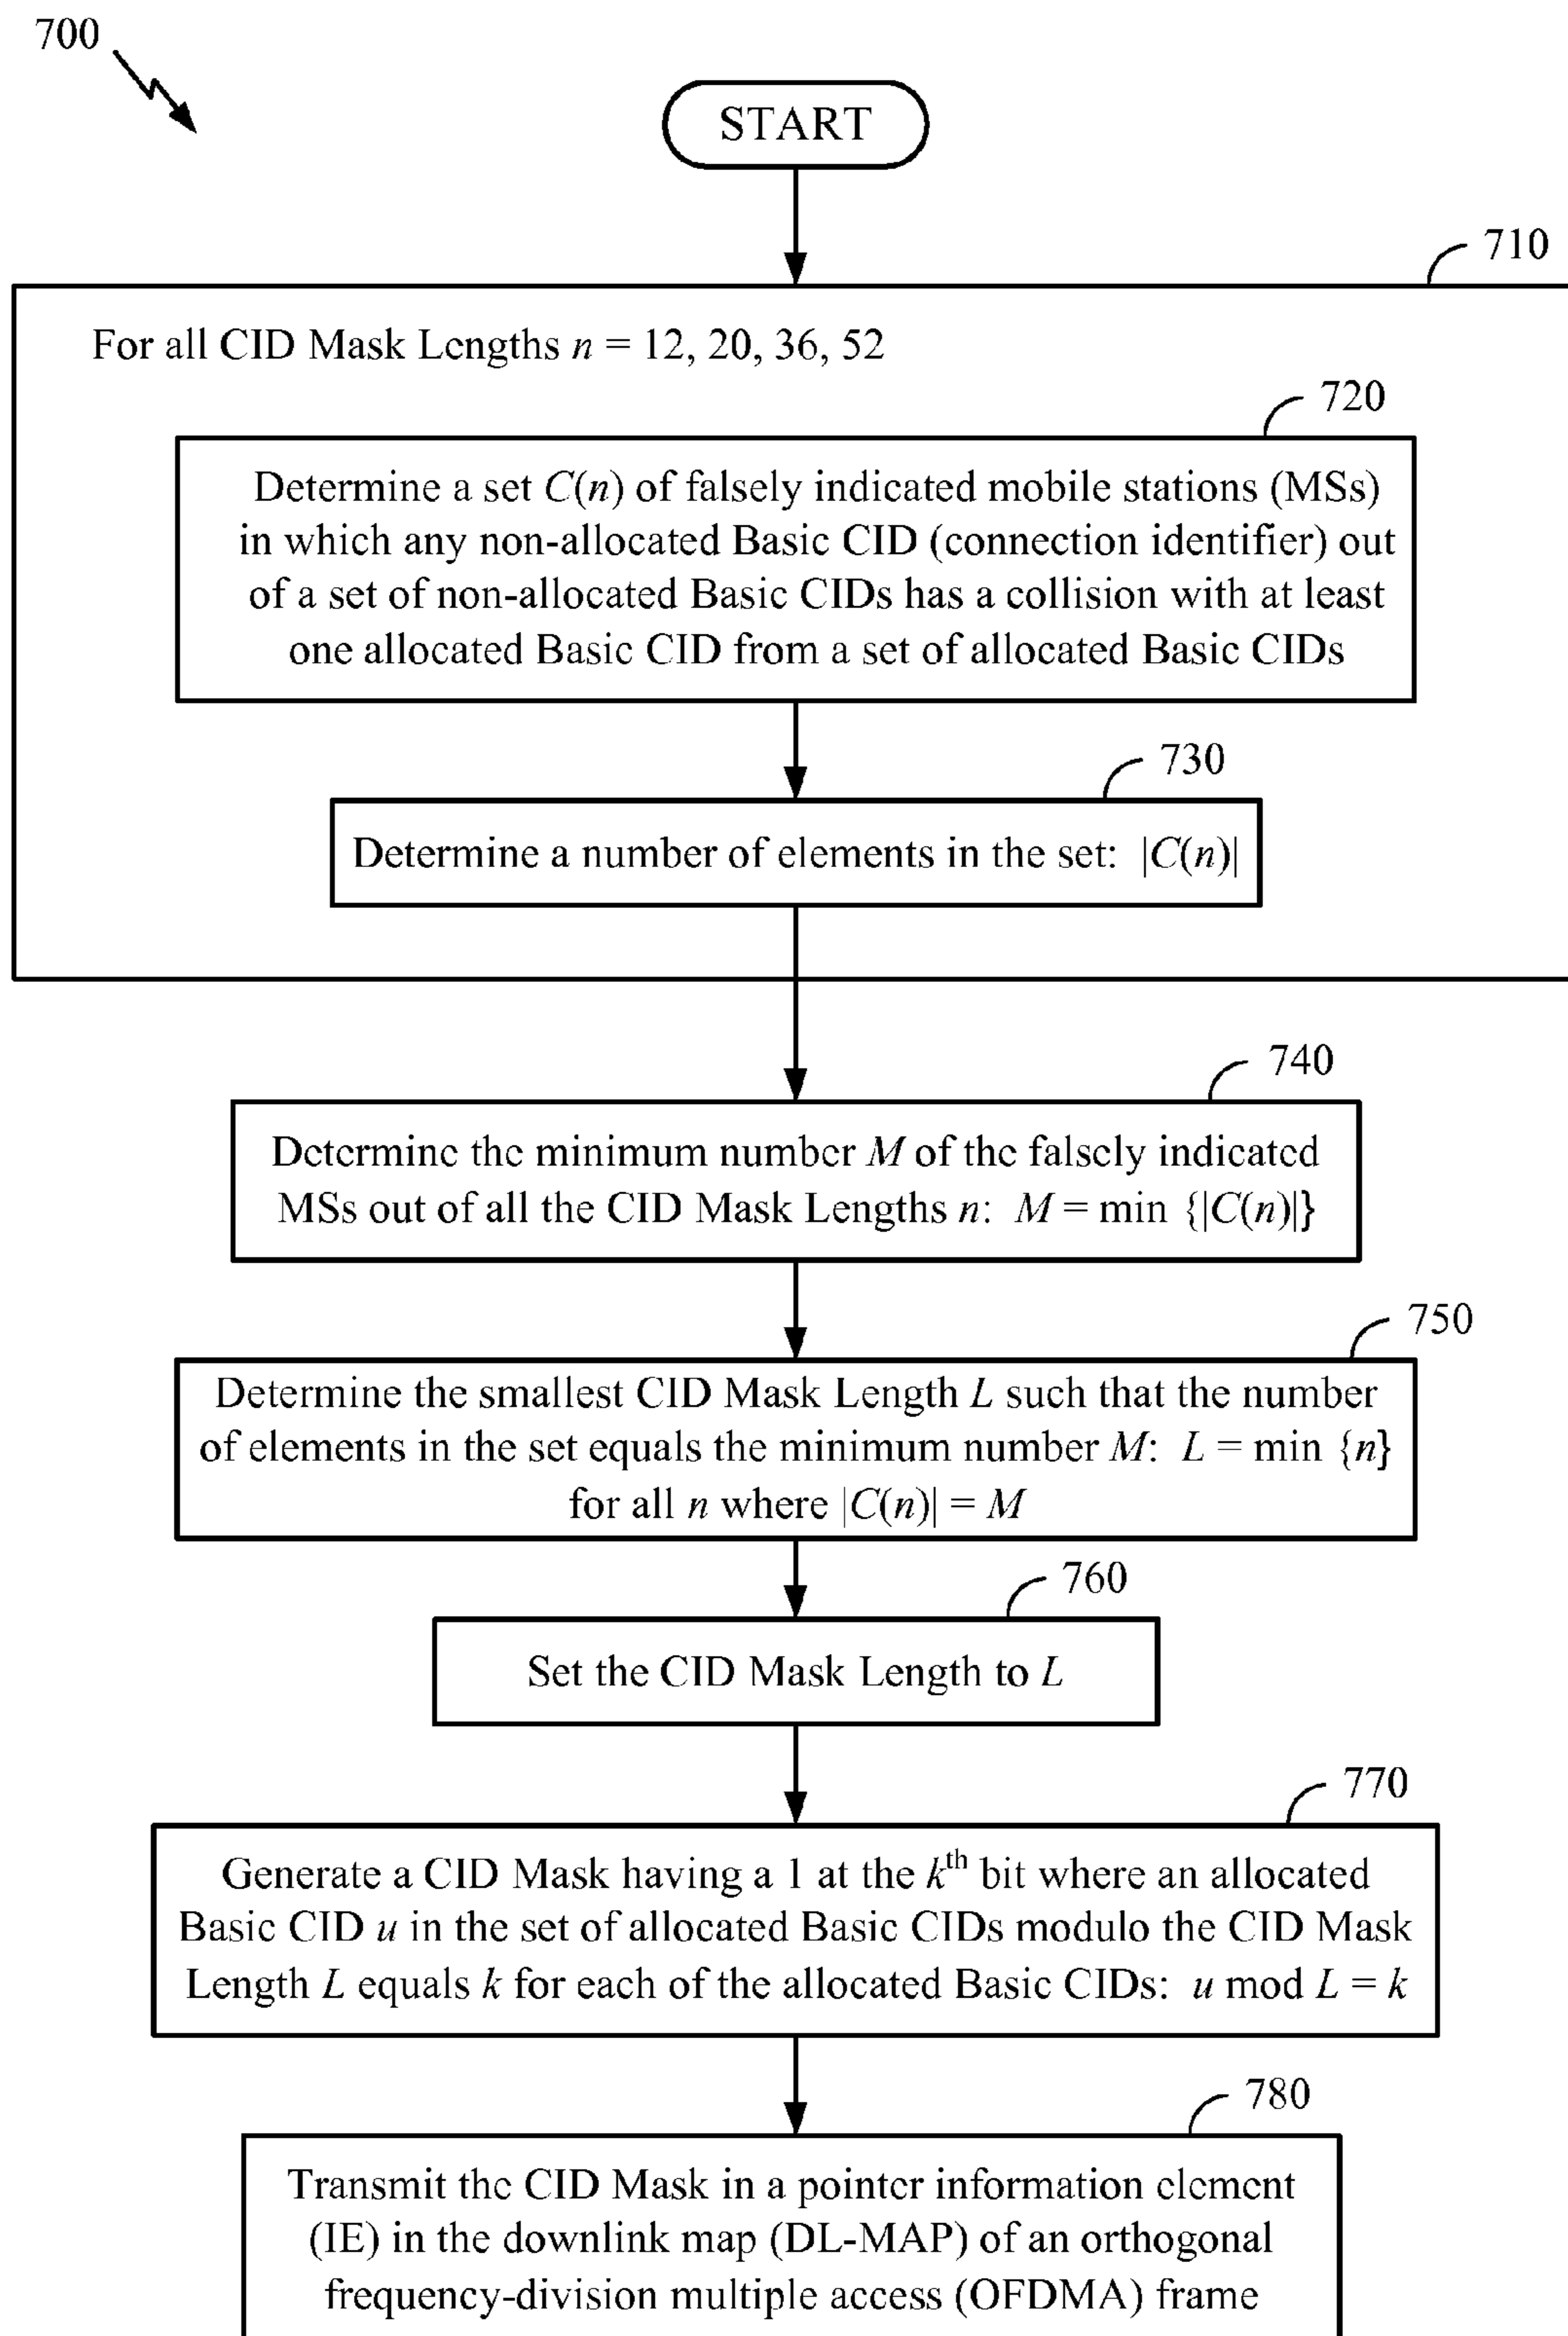 700
START
710
For all CID Mask Lengths n = 12, 20, 36, 52
720
Determine a set C(n) of falsely indicated mobile stations (MSs)
in which any non-allocated Basic CID (connection identifier) out
of a set of non-allocated Basic CIDs has a collision with at least
one allocated Basic CID from a set of allocated Basic CIDs
730
Determine a number of elements in the set: |C(n)|
740
Determine the minimum number M of the falsely indicated
MSs out of all the CID Mask Lengths n: M = min {|C(n)|}
750
Determine the smallest CID Mask Length L such that the number
of elements in the set equals the minimum number M: L = min {n}
for all n where |C(n)| = M
760
Set the CID Mask Length to L
770
Generate a CID Mask having a 1 at the kth bit where an allocated
Basic CID u in the set of allocated Basic CIDs modulo the CID Mask
Length L equals k for each of the allocated Basic CIDs: u mod L = k
780
Transmit the CID Mask in a pointer information element
(IE) in the downlink map (DL-MAP) of an orthogonal
frequency-division multiple access (OFDMA) frame